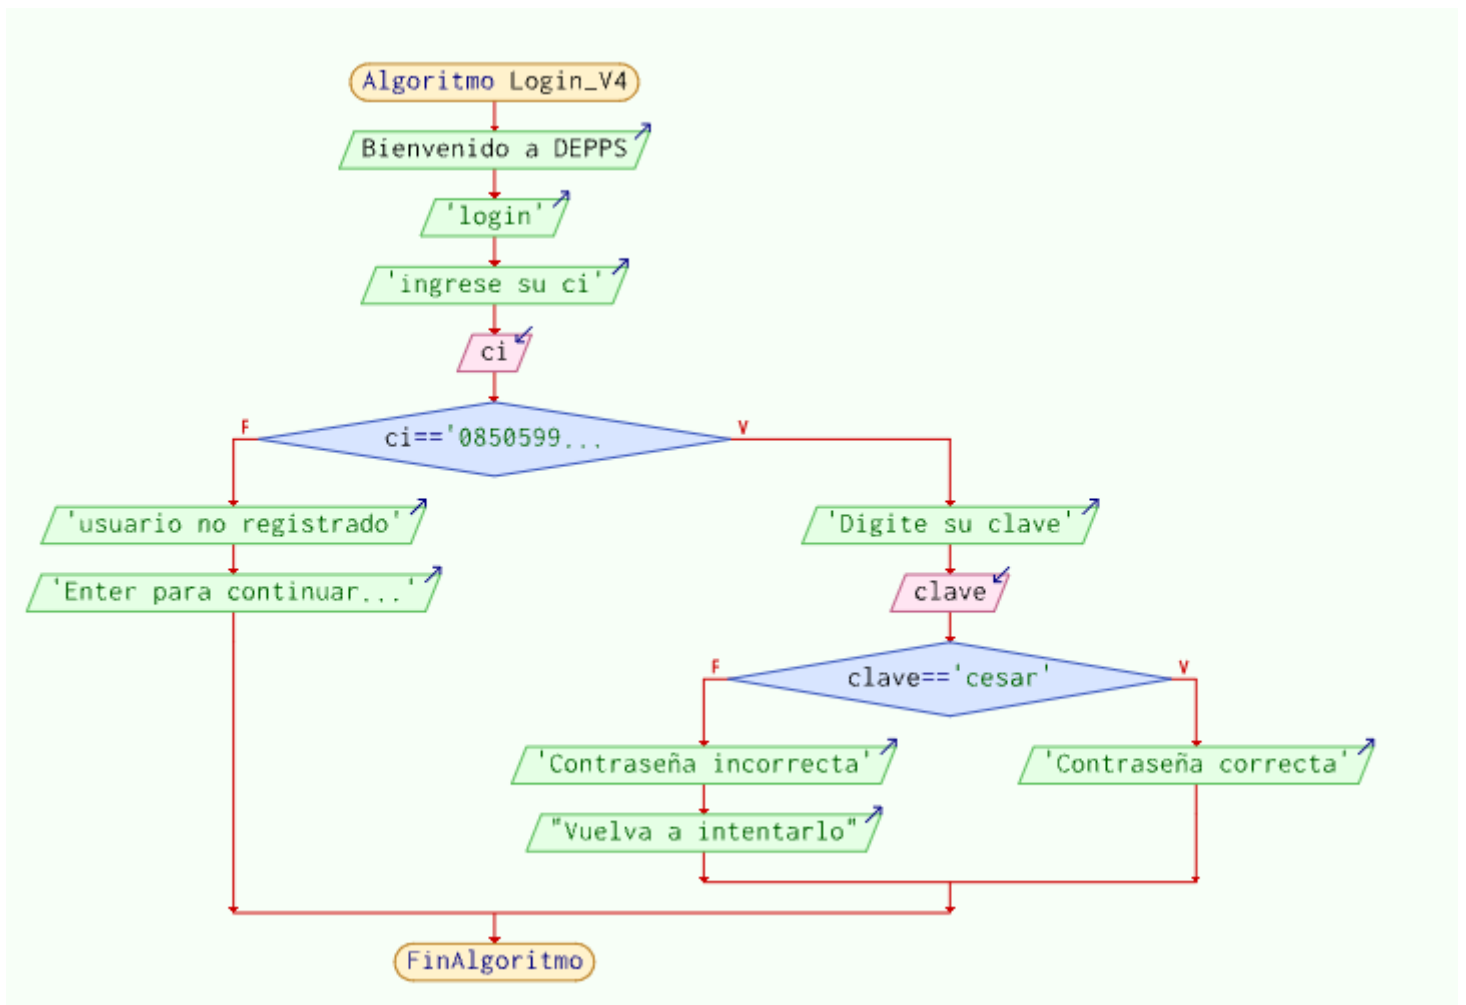 Algoritmo Login_V4
Bienvenido a DEPPS
'login'
'ingrese su ci'
ci
F
ci=='0850599...
V
'usuario no registrado'
'Enter para continuar...'
'Digite su clave'
clave
F
clave=='cesar'
V
'Contraseña incorrecta'
"Vuelva a intentarlo"
'Contraseña correcta'
FinAlgoritmo